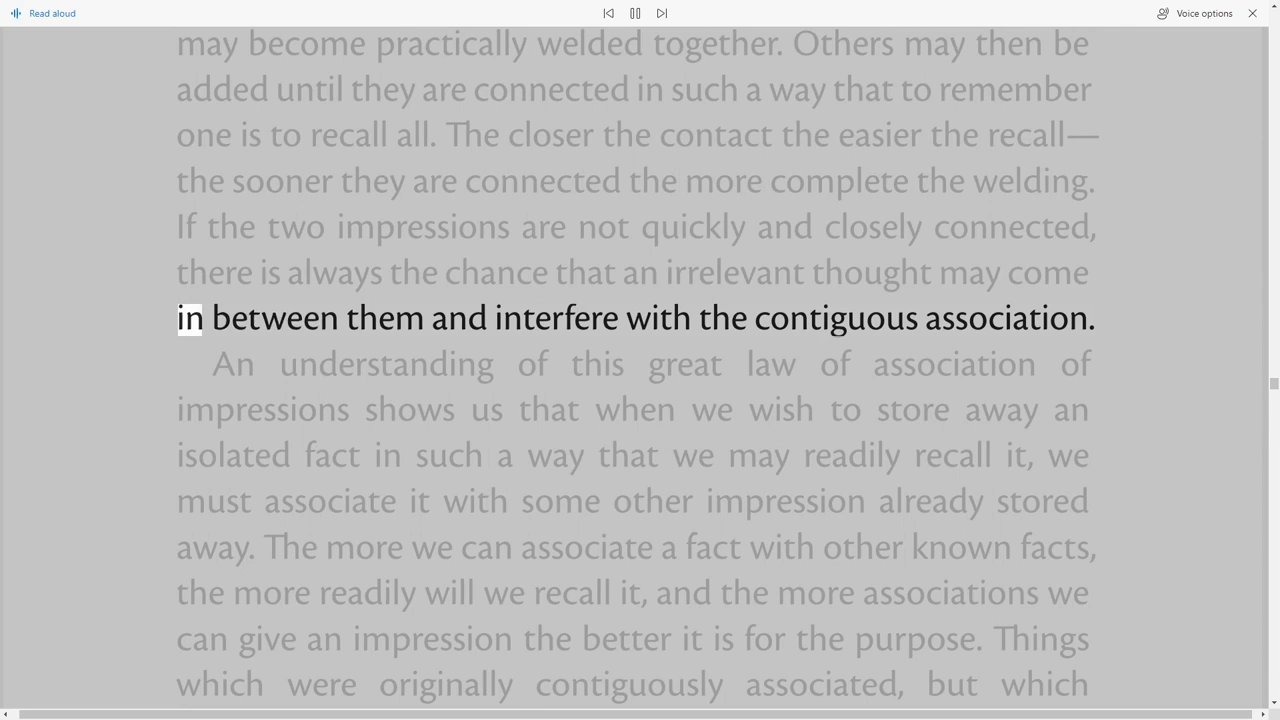 Read aloud
Voice options
may become practically welded together. Others may then be
added until they are connected in such a way that to remember
one is to recall all. The closer the contact the easier the recall—
the sooner they are connected the more complete the welding.
If the two impressions are not quickly and closely connected,
there is always the chance that an irrelevant thought may come
in between them and interfere with the contiguous association.
An understanding of this great law of association of
impressions shows us that when we wish to store away an
isolated fact in such a way that we may readily recall it, we
must associate it with some other impression already stored
away. The more we can associate a fact with other known facts,
the more readily will we recall it, and the more associations we
can give an impression the better it is for the purpose. Things
which were originally contiguously associated, but which